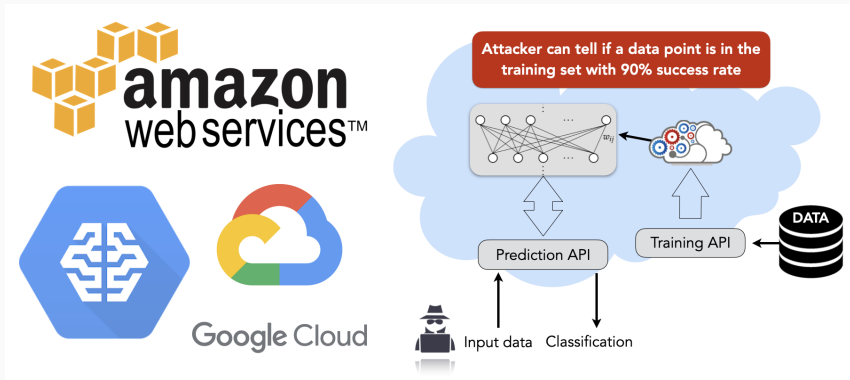 amazon
web services™
Google Cloud
Attacker can tell if a data point is in the
training set with 90% success rate
w_ij
DATA
Training API
Prediction API
Input data
Classification